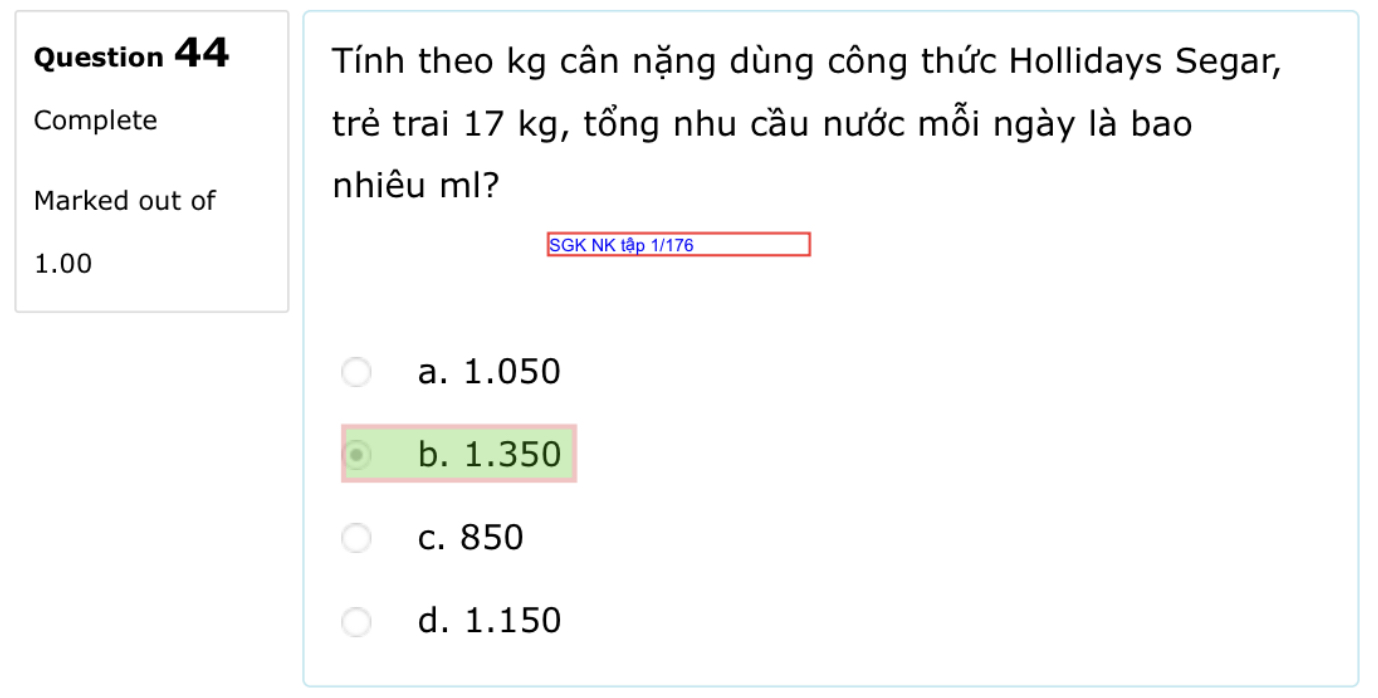 Question 44
Complete
Marked out of
1.00
Tính theo kg cân nặng dùng công thức Hollidays Segar,
trẻ trai 17 kg, tổng nhu cầu nước mỗi ngày là bao
nhiêu ml?
SGK NK tập 1/176
a. 1.050
b. 1.350
c. 850
d. 1.150